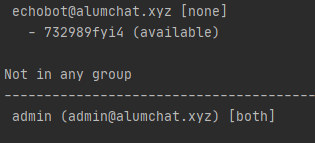 echobot@alumchat.xyz [none]
- 732989fyi4 (available)
Not in any group
----------------------------------------
admin (admin@alumchat.xyz) [both]